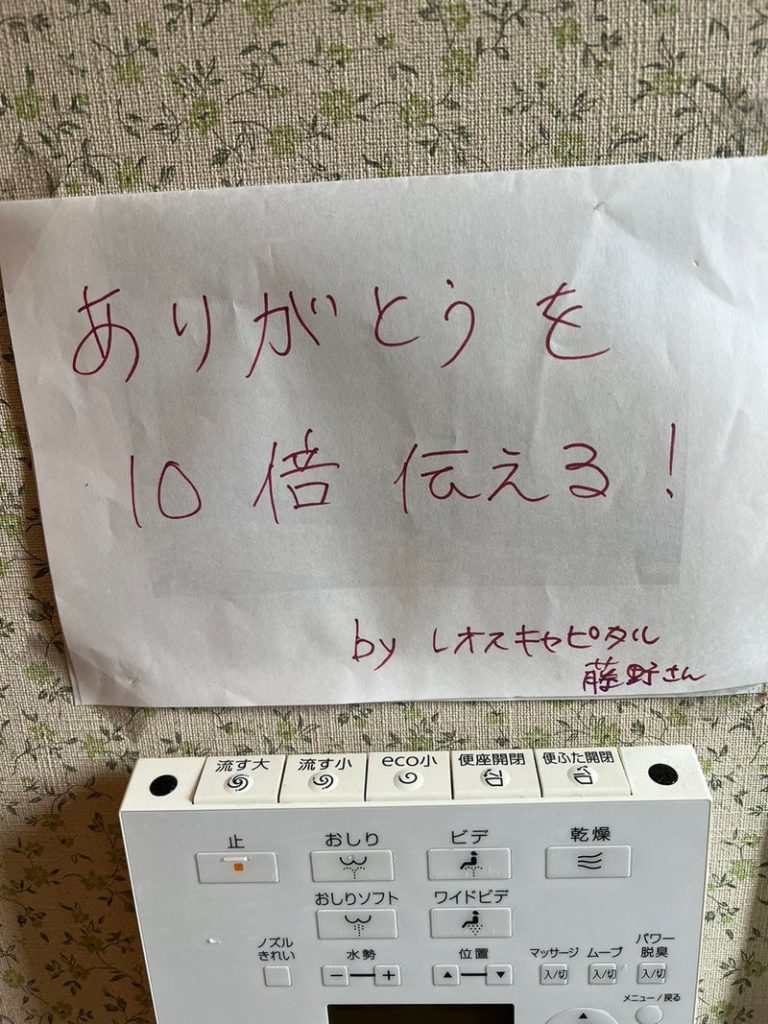 ありがとうを
10倍 伝える!
by レオスキャピタル
藤野さん
流す大 流す小 eco小 便座開閉 便ふた開閉
止 おしり ビデ 乾燥
おしりソフト ワイドビデ
ノズル
きれい
水勢 位置 マッサージ ムーブ パワー
脱臭
− + ▲ ▼ 入/切 入/切 入/切
メニュー/戻る
▲